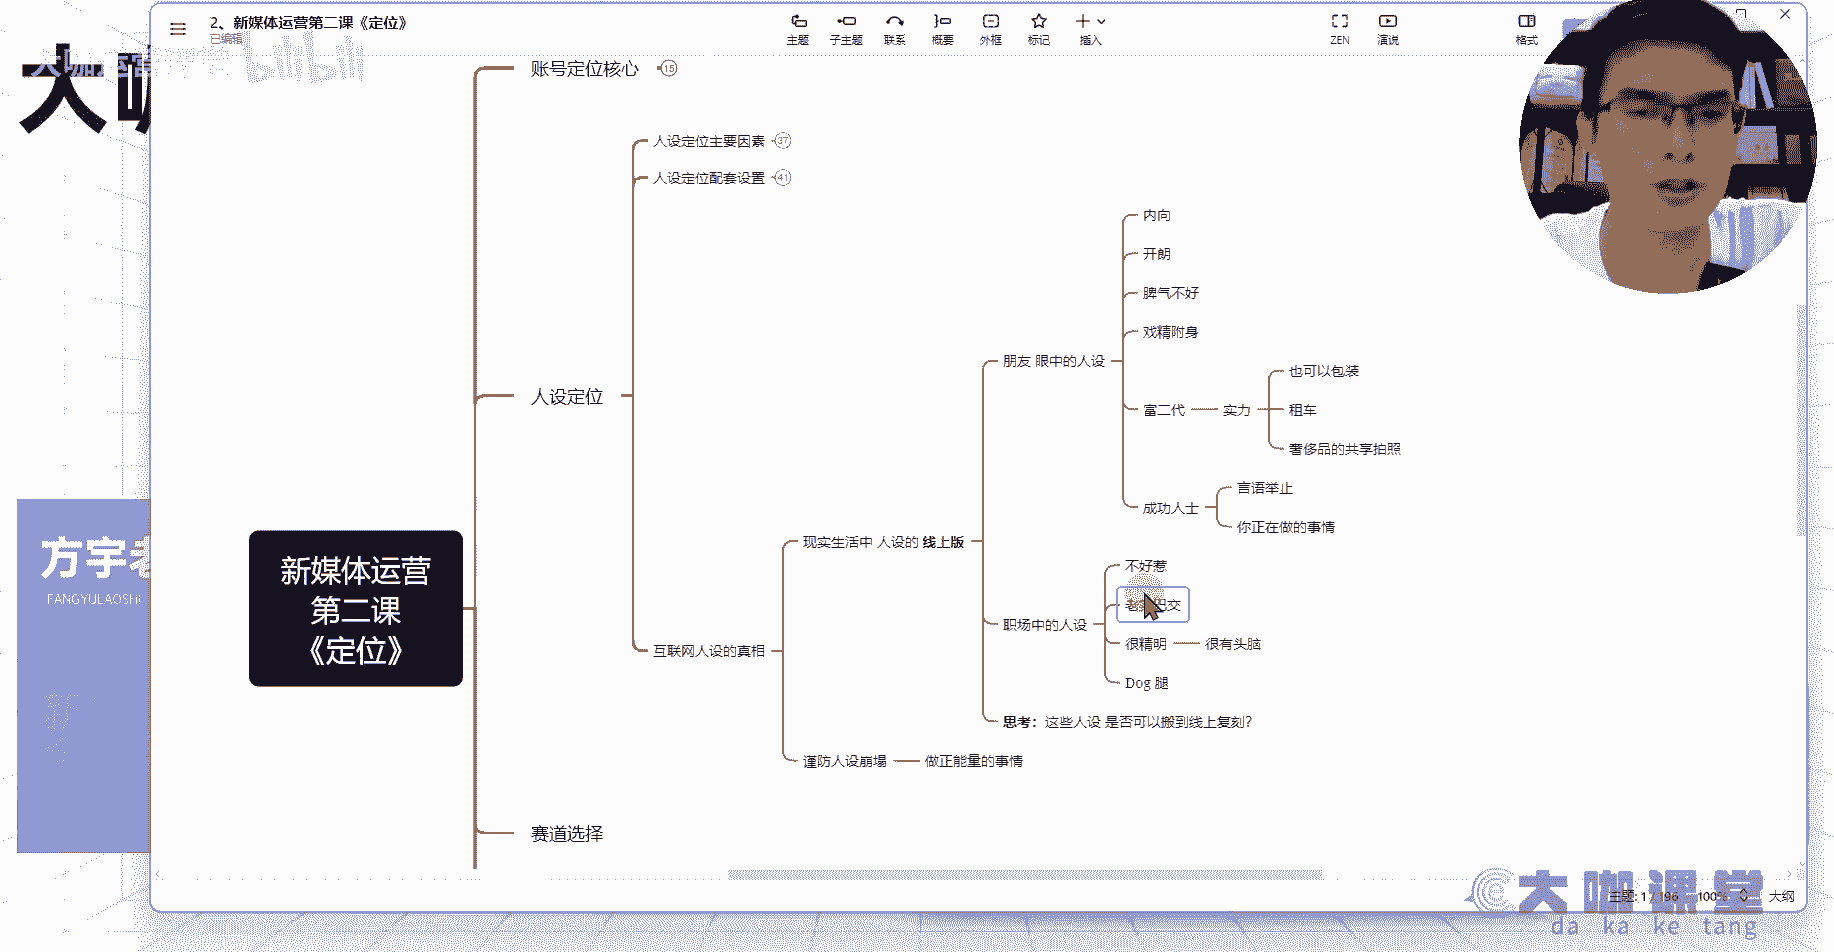 2、新媒体运营第二课《定位》
已编辑
主题
子主题
联系
概要
外框
标记
插入
ZEN
演说
格式
大咖
bilibili
账号定位核心 15
人设定位主要因素 37
人设定位配套设置 41
内向
开朗
脾气不好
戏精附身
朋友 眼中的人设
也可以包装
人设定位
富二代
实力
租车
奢侈品的共享拍照
言语举止
成功人士
你正在做的事情
方宇老
FANGYULAOSHI
新媒体运营
第二课
《定位》
现实生活中 人设的 线上版
不好惹
职场中的人设
很精明
很有头脑
互联网人设的真相
Dog 腿
思考：这些人设 是否可以搬到线上复刻?
谨防人设崩塌
做正能量的事情
赛道选择
大咖课堂
主题: 1 / 196
100%
大纲
da ka ke tang